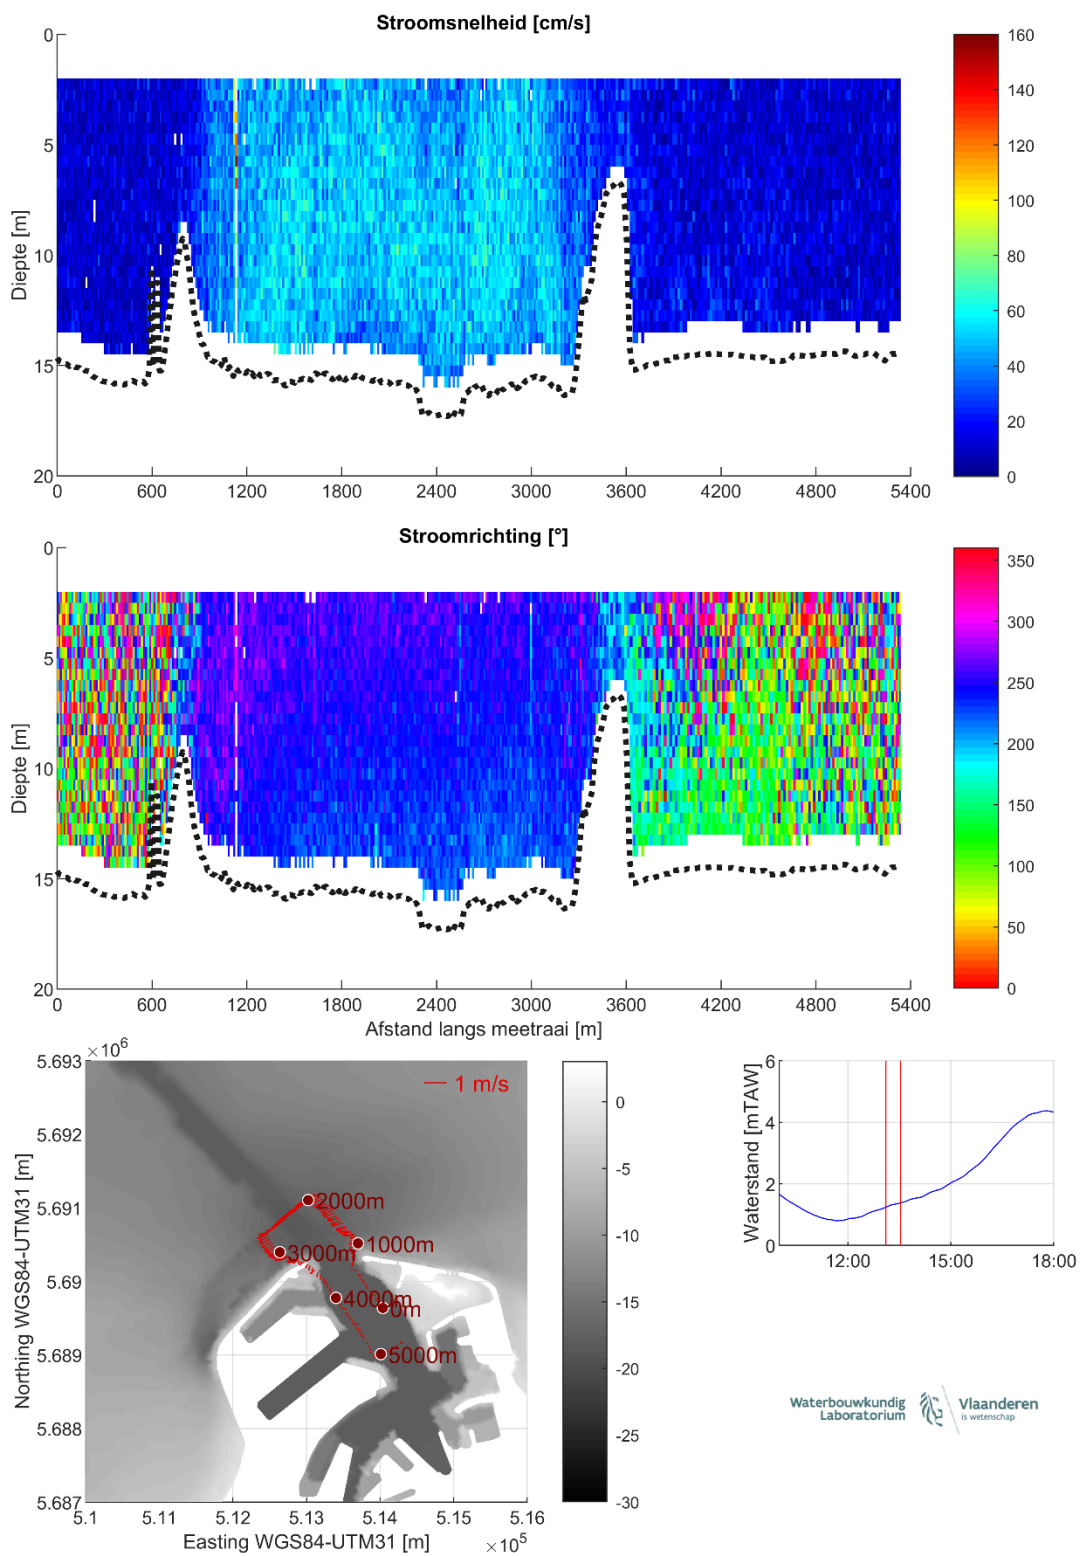 Stroomsnelheid [cm/s]
0
5
10
15
20
Diepte [m]
0 600 1200 1800 2400 3000 3600 4200 4800 5400
160
140
120
100
80
60
40
20
0
Stroomrichting [°]
0
5
10
15
20
Diepte [m]
0 600 1200 1800 2400 3000 3600 4200 4800 5400
Afstand langs meetraai [m]
350
300
250
200
150
100
50
0
×10⁶
5.693
5.692
5.691
5.69
5.689
5.688
5.687
Northing WGS84-UTM31 [m]
1 m/s
2000m
1000m
3000m
4000m
0m
5000m
5.1 5.11 5.12 5.13 5.14 5.15 5.16
Easting WGS84-UTM31 [m]
×10⁵
0
-5
-10
-15
-20
-25
-30
Waterstand [mTAW]
6
4
2
0
12:00 15:00 18:00
Waterbouwkundig
Laboratorium
Vlaanderen
is wetenschap